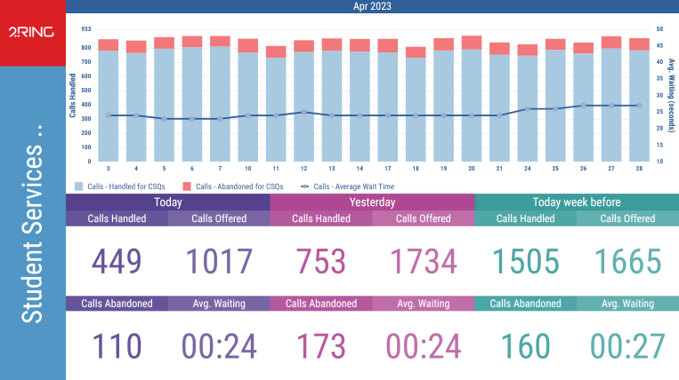 Apr 2023
2RING
Student Services ..
Calls Handled
933
800
700
600
500
400
300
200
100
0
50
45
40
35
30
25
20
15
10
Avg. Waiting (seconds)
3 4 5 6 7 10 11 12 13 14 17 18 19 20 21 24 25 26 27 28
Calls - Handled for CSQs Calls - Abandoned for CSQs Calls - Average Wait Time
Today Yesterday Today week before
Calls Handled Calls Offered Calls Handled Calls Offered Calls Handled Calls Offered
449 1017 753 1734 1505 1665
Calls Abandoned Avg. Waiting Calls Abandoned Avg. Waiting Calls Abandoned Avg. Waiting
110 00:24 173 00:24 160 00:27